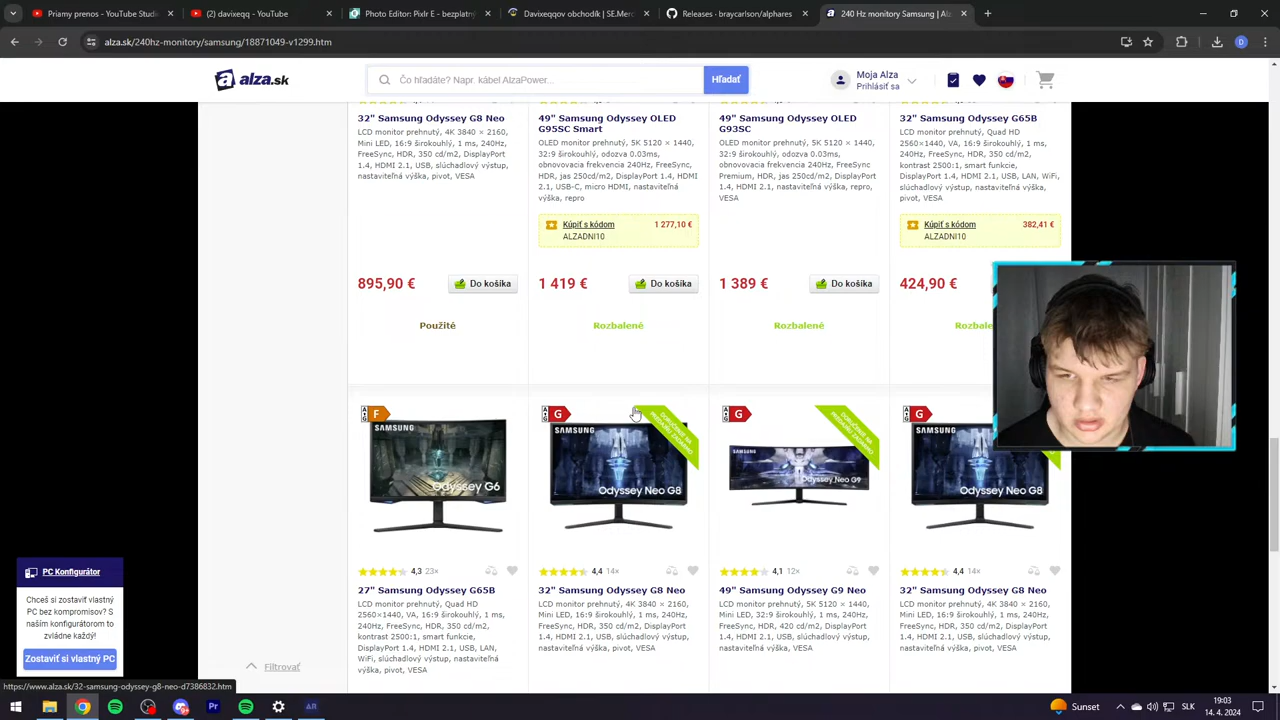 Priamy prenos - YouTube Studio
(2) davixeqq - YouTube
Photo Editor: Pixlr E - bezplatný
Davixeqqov obchodík | SE.Merc
Releases · braycarlson/alphares
240 Hz monitory Samsung | Alz
alza.sk/240hz-monitory/samsung/18871049-v1299.htm
D
alza.sk
Čo hľadáte? Napr. kábel AlzaPower...
Hľadať
Moja Alza
Prihlásiť sa
32" Samsung Odyssey G8 Neo
LCD monitor prehnutý, 4K 3840 × 2160,
Mini LED, 16:9 širokouhlý, 1 ms, 240Hz,
FreeSync, HDR, 350 cd/m2, DisplayPort
1.4, HDMI 2.1, USB, slúchadlový výstup,
nastaviteľná výška, pivot, VESA
895,90 €
Do košíka
Použité
49" Samsung Odyssey OLED
G95SC Smart
OLED monitor prehnutý, 5K 5120 × 1440,
32:9 širokouhlý, odozva 0.03ms,
obnovovacia frekvencia 240Hz, FreeSync,
HDR, jas 250cd/m2, DisplayPort 1.4, HDMI
2.1, USB-C, micro HDMI, nastaviteľná
výška, repro
Kúpiť s kódom
1 277,10 €
ALZADNI10
1 419 €
Do košíka
Rozbalené
49" Samsung Odyssey OLED
G93SC
OLED monitor prehnutý, 5K 5120 × 1440,
32:9 širokouhlý, odozva 0.03ms,
obnovovacia frekvencia 240Hz, FreeSync
Premium, HDR, jas 250cd/m2, DisplayPort
1.4, HDMI 2.1, nastaviteľná výška, repro,
VESA
1 389 €
Do košíka
Rozbalené
32" Samsung Odyssey G65B
LCD monitor prehnutý, Quad HD
2560×1440, VA, 16:9 širokouhlý, 1 ms,
240Hz, FreeSync, HDR, 350 cd/m2,
kontrast 2500:1, smart funkcie,
DisplayPort 1.4, HDMI 2.1, USB, LAN, WiFi,
slúchadlový výstup, nastaviteľná výška,
pivot, VESA
Kúpiť s kódom
382,41 €
ALZADNI10
424,90 €
Rozbale
F
SAMSUNG
Odyssey G6
4,3 23×
27" Samsung Odyssey G65B
LCD monitor prehnutý, Quad HD
2560×1440, VA, 16:9 širokouhlý, 1 ms,
240Hz, FreeSync, HDR, 350 cd/m2,
kontrast 2500:1, smart funkcie,
DisplayPort 1.4, HDMI 2.1, USB, LAN,
WiFi, slúchadlový výstup, nastaviteľná
výška, pivot, VESA
G
SAMSUNG
Odyssey Neo G8
4,4 14×
32" Samsung Odyssey G8 Neo
LCD monitor prehnutý, 4K 3840 × 2160,
Mini LED, 16:9 širokouhlý, 1 ms, 240Hz,
FreeSync, HDR, 350 cd/m2, DisplayPort
1.4, HDMI 2.1, USB, slúchadlový výstup,
nastaviteľná výška, pivot, VESA
G
SAMSUNG
Odyssey Neo G9
4,1 12×
49" Samsung Odyssey G9 Neo
LCD monitor prehnutý, 5K 5120 × 1440,
Mini LED, 32:9 širokouhlý, 1 ms, 240Hz,
FreeSync, HDR, 420 cd/m2, DisplayPort
1.4, HDMI 2.1, USB, slúchadlový výstup,
nastaviteľná výška, VESA
G
SAMSUNG
Odyssey Neo G8
4,4 14×
32" Samsung Odyssey G8 Neo
LCD monitor prehnutý, 4K 3840 × 2160,
Mini LED, 16:9 širokouhlý, 1 ms, 240Hz,
FreeSync, HDR, 350 cd/m2, DisplayPort
1.4, HDMI 2.1, USB, slúchadlový výstup,
nastaviteľná výška, pivot, VESA
PC Konfigurátor
Chceš si zostaviť vlastný
PC bez kompromisov? S
naším konfigurátorom to
zvládne každý!
Zostaviť si vlastný PC
Filtrovať
https://www.alza.sk/32-samsung-odyssey-g8-neo-d7386832.htm
Sunset
SLK
19:03
14. 4. 2024